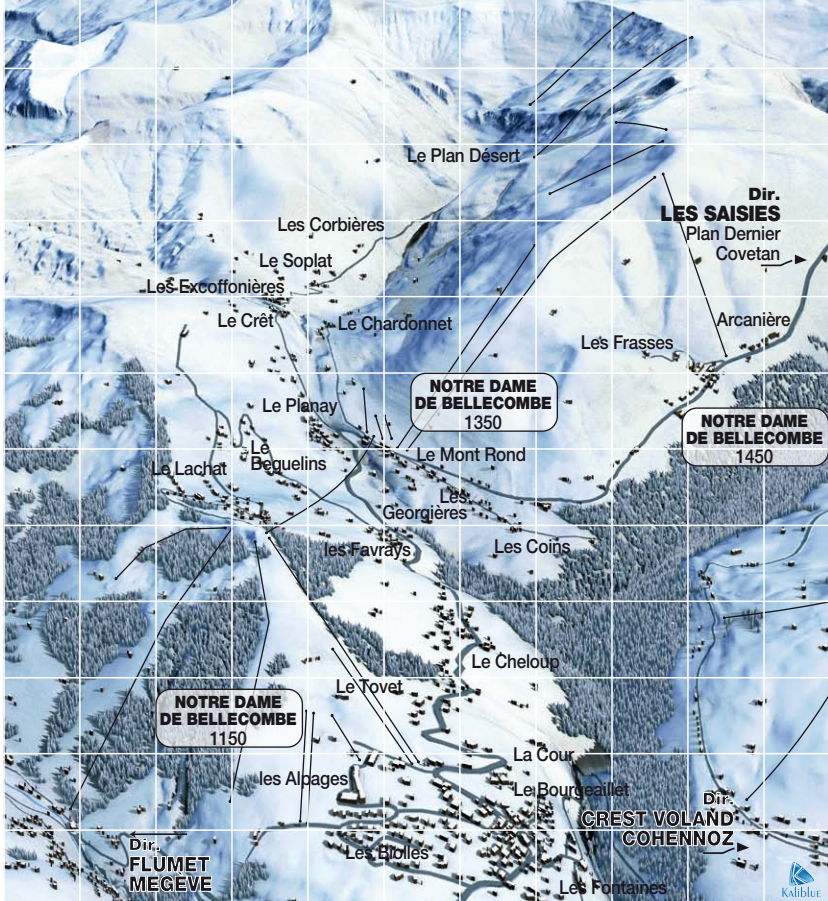 Le Plan Désert
Dir.
LES SAISIES
Plan Dernier
Covetan
Les Corbières
Le Soplat
Les Excoffonières
Le Crêt
Le Chardonnet
Arcanière
Les Frasses
NOTRE DAME
DE BELLECOMBE
1350
NOTRE DAME
DE BELLECOMBE
1450
Le Planay
Le Mont Rond
Le
Bequelins
Le Lachat
Les
Georgières
les Favrays
Les Coins
Le Cheloup
Le Tovet
NOTRE DAME
DE BELLECOMBE
1150
La Cour
les Alpages
Le Bourgeaillet
Dir.
CREST VOLAND
COHENNOZ
Dir.
FLUMET
MEGÈVE
Les Biolles
Les Fontaines
KALIBLUE